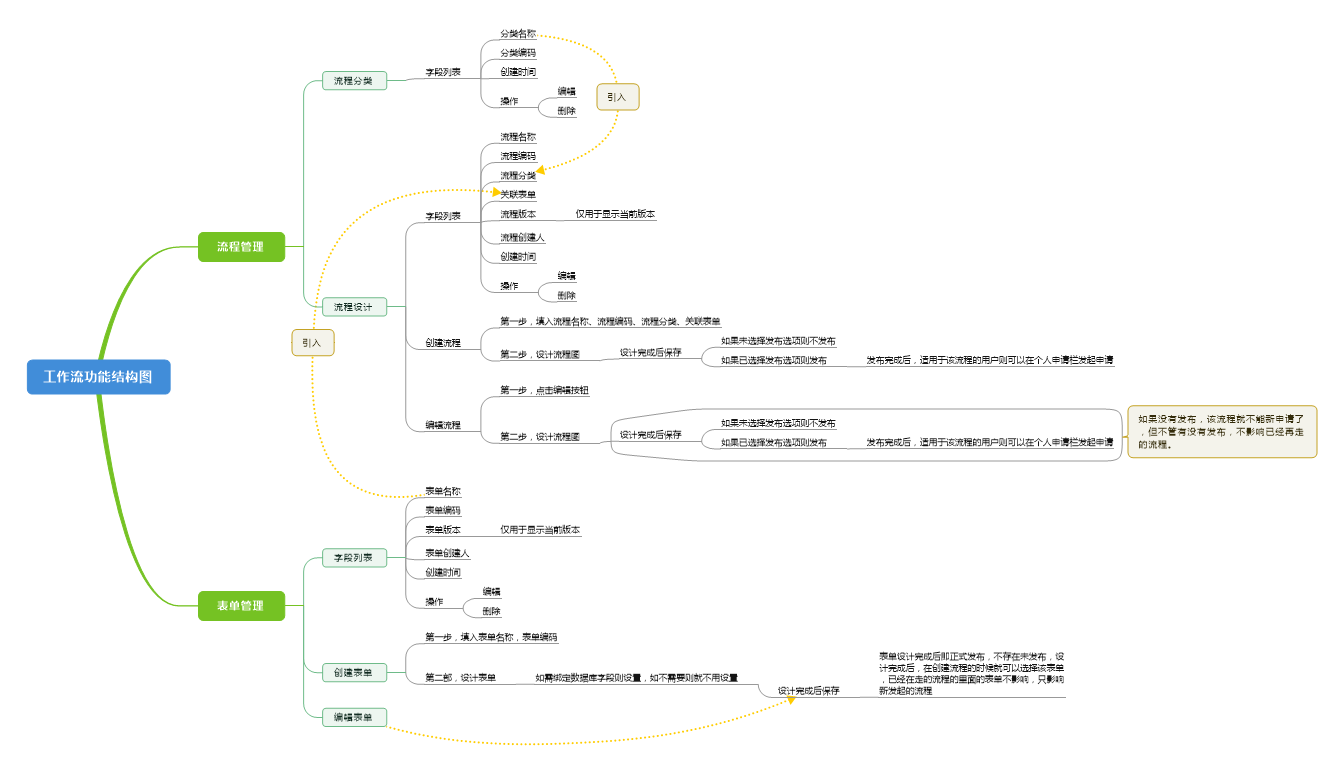 工作流功能结构图
流程管理
流程分类
字段列表
分类名称
分类编码
创建时间
操作
编辑
删除
引入
流程设计
字段列表
流程名称
流程编码
流程分类
关联表单
流程版本
仅用于显示当前版本
流程创建人
创建时间
操作
编辑
删除
创建流程
第一步，填入流程名称、流程编码、流程分类、关联表单
第二步，设计流程图
设计完成后保存
如果未选择发布选项则不发布
如果已选择发布选项则发布
发布完成后，适用于该流程的用户则可以在个人申请栏发起申请
编辑流程
第一步，点击编辑按钮
第二步，设计流程图
设计完成后保存
如果未选择发布选项则不发布
如果已选择发布选项则发布
发布完成后，适用于该流程的用户则可以在个人申请栏发起申请
如果没有发布，该流程就不能新申请了
，但不管有没有发布，不影响已经再走
的流程。
引入
表单管理
字段列表
表单名称
表单编码
表单版本
仅用于显示当前版本
表单创建人
创建时间
操作
编辑
删除
创建表单
第一步，填入表单名称，表单编码
第二部，设计表单
如需绑定数据库字段则设置，如不需要则就不用设置
设计完成后保存
表单设计完成后即正式发布，不存在未发布，设
计完成后，在创建流程的时候就可以选择该表单
，已经在走的流程的里面的表单不影响，只影响
新发起的流程
编辑表单